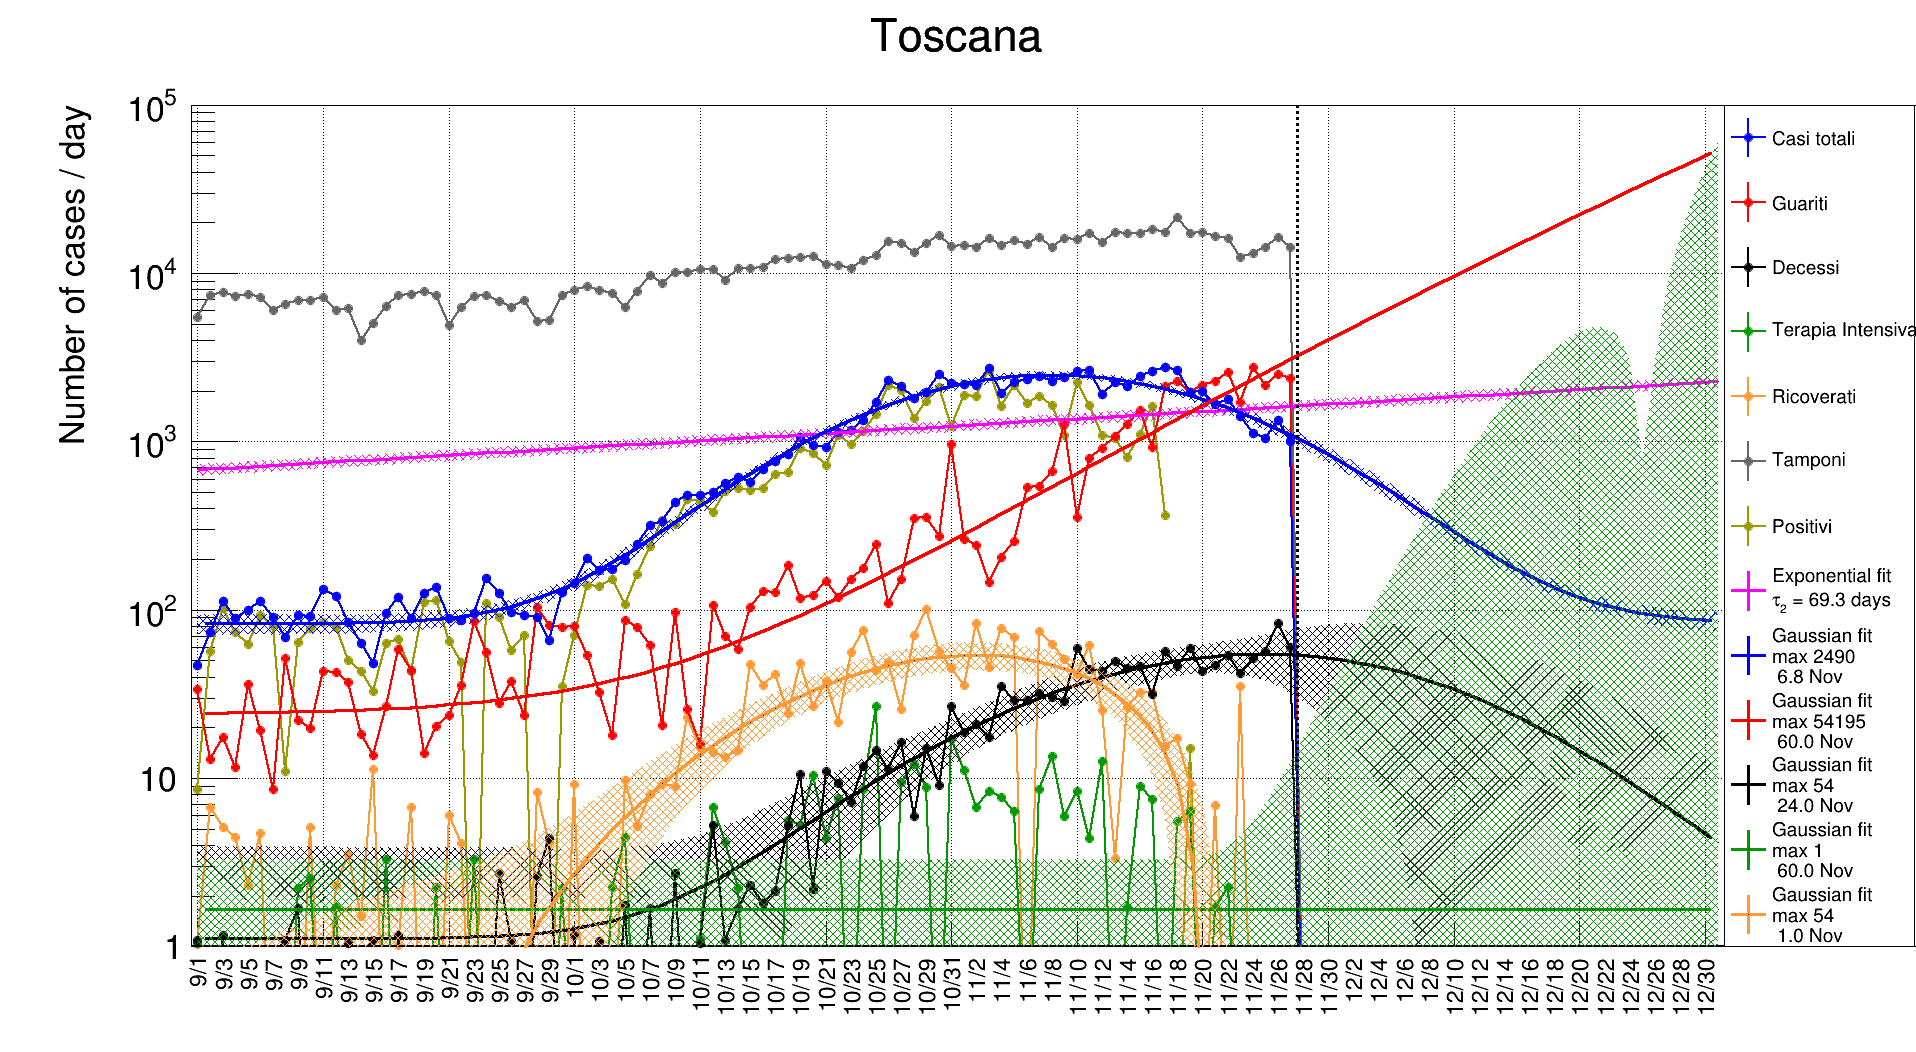 Toscana
Number of cases / day
10^5
10^4
10^3
10^2
10
1
9/1
9/3
9/5
9/7
9/9
9/11
9/13
9/15
9/17
9/19
9/21
9/23
9/25
9/27
9/29
10/1
10/3
10/5
10/7
10/9
10/11
10/13
10/15
10/17
10/19
10/21
10/23
10/25
10/27
10/29
10/31
11/2
11/4
11/6
11/8
11/10
11/12
11/14
11/16
11/18
11/20
11/22
11/24
11/26
11/28
11/30
12/2
12/4
12/6
12/8
12/10
12/12
12/14
12/16
12/18
12/20
12/22
12/24
12/26
12/28
12/30
Casi totali
Guariti
Decessi
Terapia Intensiva
Ricoverati
Tamponi
Positivi
Exponential fit
τ2 = 69.3 days
Gaussian fit
max 2490
6.8 Nov
Gaussian fit
max 54195
60.0 Nov
Gaussian fit
max 54
24.0 Nov
Gaussian fit
max 1
60.0 Nov
Gaussian fit
max 54
1.0 Nov